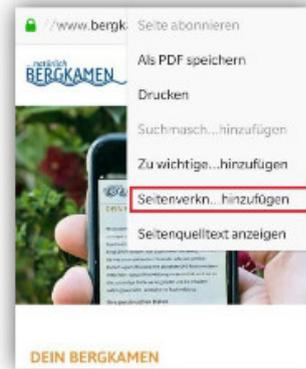 //www.bergk
Seite abonnieren
...natürlich
BERGKAMEN
Als PDF speichern
Drucken
Suchmasch...hinzufügen
Zu wichtige...hinzufügen
Seitenverkn...hinzufügen
Seitenquelltext anzeigen
DEIN BERGKAMEN